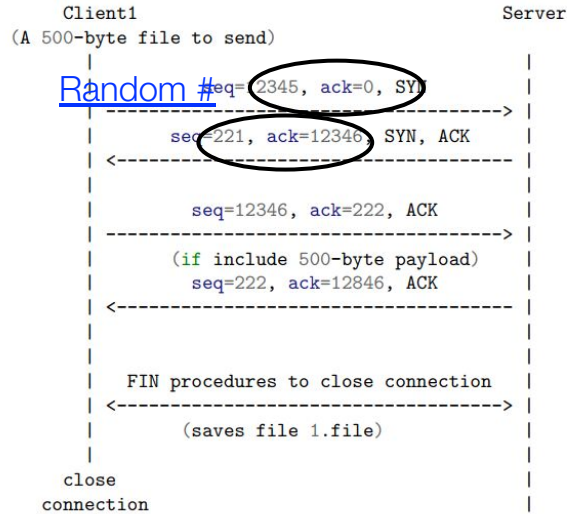 Client1 Server
(A 500-byte file to send)
Random #
seq=12345, ack=0, SYN
seq=221, ack=12346, SYN, ACK
seq=12346, ack=222, ACK
(if include 500-byte payload)
seq=222, ack=12846, ACK
FIN procedures to close connection
(saves file 1.file)
close
connection